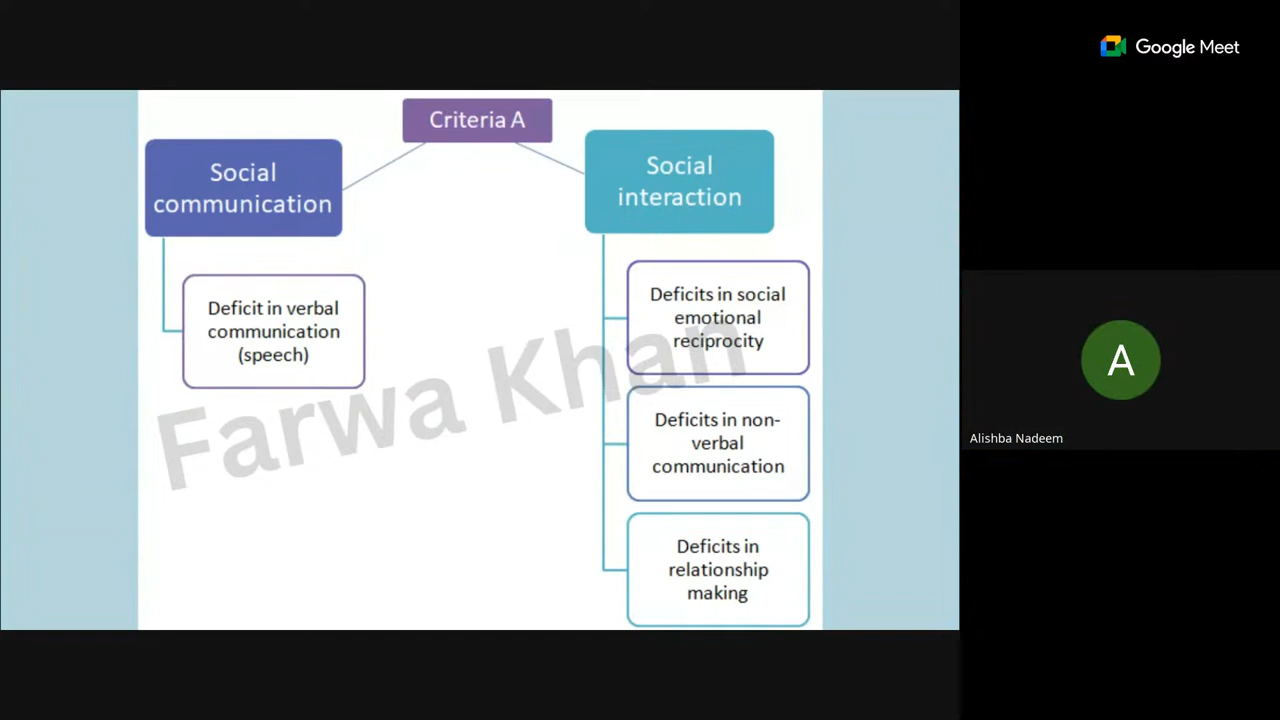 Google Meet
Criteria A
Social
communication
Deficit in verbal
communication
(speech)
Social
interaction
Deficits in social
emotional
reciprocity
Deficits in non-
verbal
communication
Deficits in
relationship
making
Farwa Khan
A
Alishba Nadeem